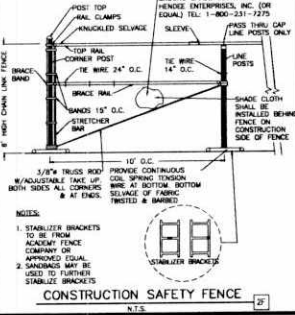 HENDEE ENTERPRISES, INC. (OR
EQUAL) TEL: 1-800-231-7275
POST TOP
RAIL CLAMPS
KNUCKLED SELVAGE
SLEEVE
PASS THRU CAP
LINE POSTS ONLY
TOP RAIL
CORNER POST
TIE WIRE 24" O.C.
TIE WIRE
14" O.C.
LINE
POSTS
8' HIGH CHAIN LINK FENCE
BRACE
BAND
BRACE RAIL
BANDS 15" O.C.
STRETCHER
BAR
SHADE CLOTH
SHALL BE
INSTALLED BEHIND
FENCE ON
CONSTRUCTION
SIDE OF FENCE
10' O.C.
3/8"Ø TRUSS ROD
W/ADJUSTABLE TAKE UP.
BOTH SIDES ALL CORNERS
& AT ENDS.
PROVIDE CONTINUOUS
COIL SPRING TENSION
WIRE AT BOTTOM. BOTTOM
SELVAGE OF FABRIC
TWISTED & BARBED
NOTES:
1. STABILIZER BRACKETS
TO BE FROM
ACADEMY FENCE
COMPANY OR
APPROVED EQUAL
2. SANDBAGS MAY BE
USED TO FURTHER
STABILIZE BRACKETS
STABILIZER BRACKETS
CONSTRUCTION SAFETY FENCE
2F
N.T.S.